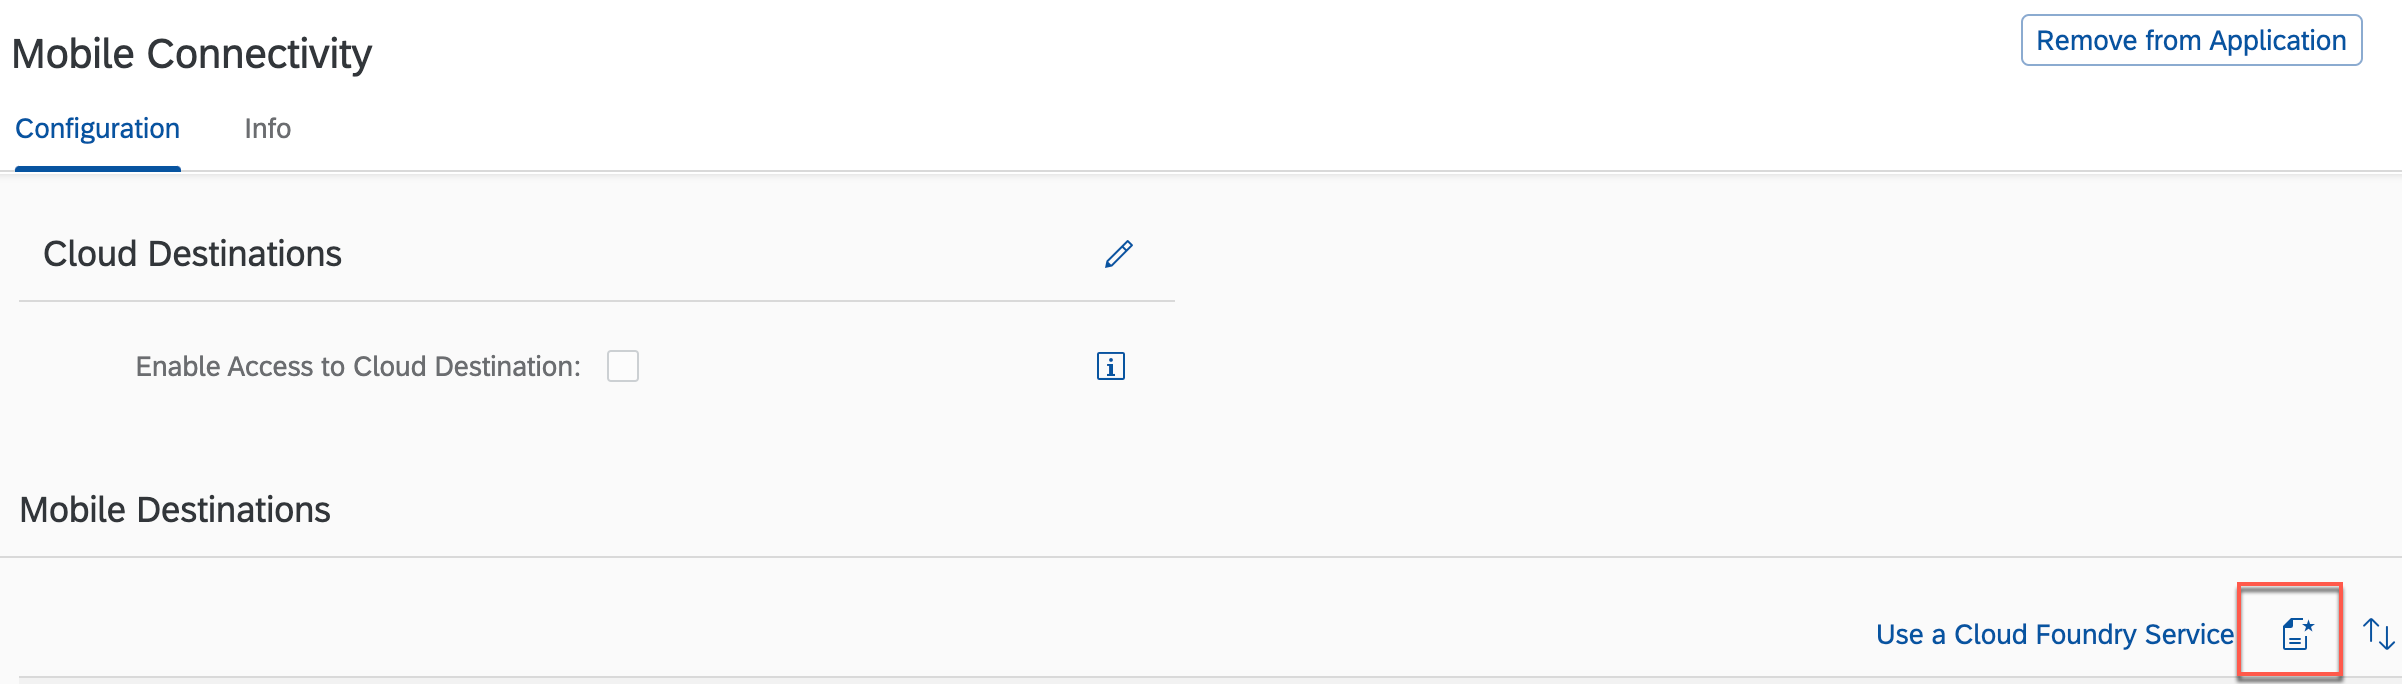 Mobile Connectivity
Remove from Application
Configuration
Info
Cloud Destinations
Enable Access to Cloud Destination:
Mobile Destinations
Use a Cloud Foundry Service